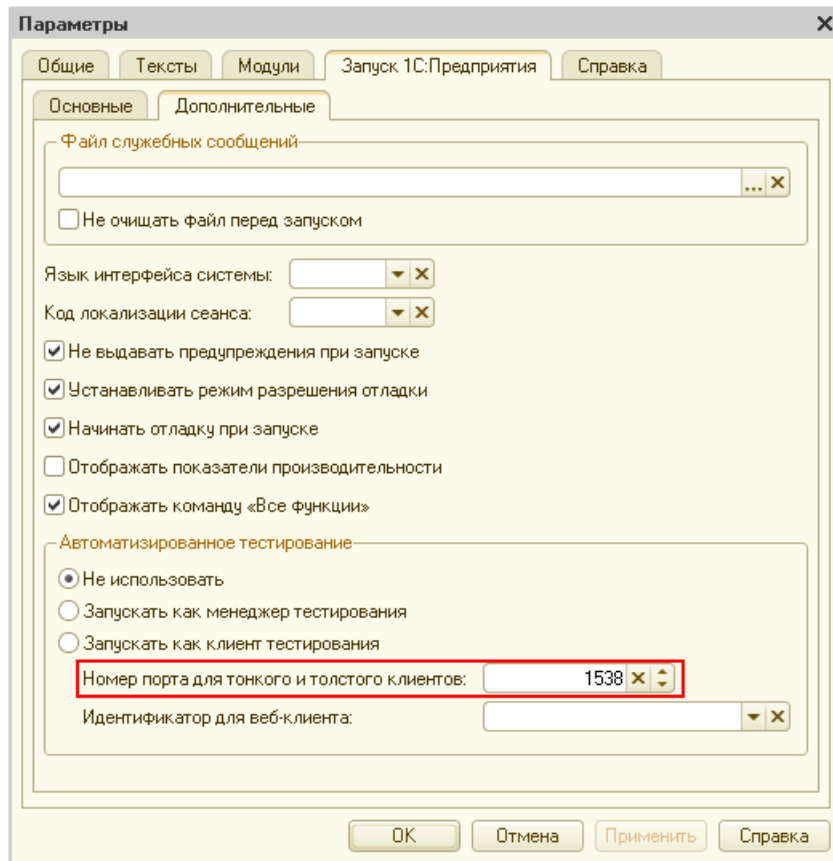 Параметры
Общие Тексты Модули Запуск 1С:Предприятия Справка
Основные Дополнительные
Файл служебных сообщений
...
Не очищать файл перед запуском
Язык интерфейса системы:
Код локализации сеанса:
Не выдавать предупреждения при запуске
Устанавливать режим разрешения отладки
Начинать отладку при запуске
Отображать показатели производительности
Отображать команду «Все функции»
Автоматизированное тестирование
Не использовать
Запускать как менеджер тестирования
Запускать как клиент тестирования
Номер порта для тонкого и толстого клиентов: 1538
Идентификатор для веб-клиента:
OK Отмена Применить Справка